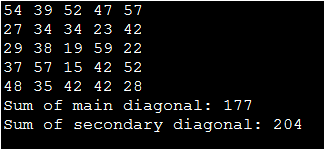 54 39 52 47 57
27 34 34 23 42
29 38 19 59 22
37 57 15 42 52
48 35 42 42 28
Sum of main diagonal: 177
Sum of secondary diagonal: 204